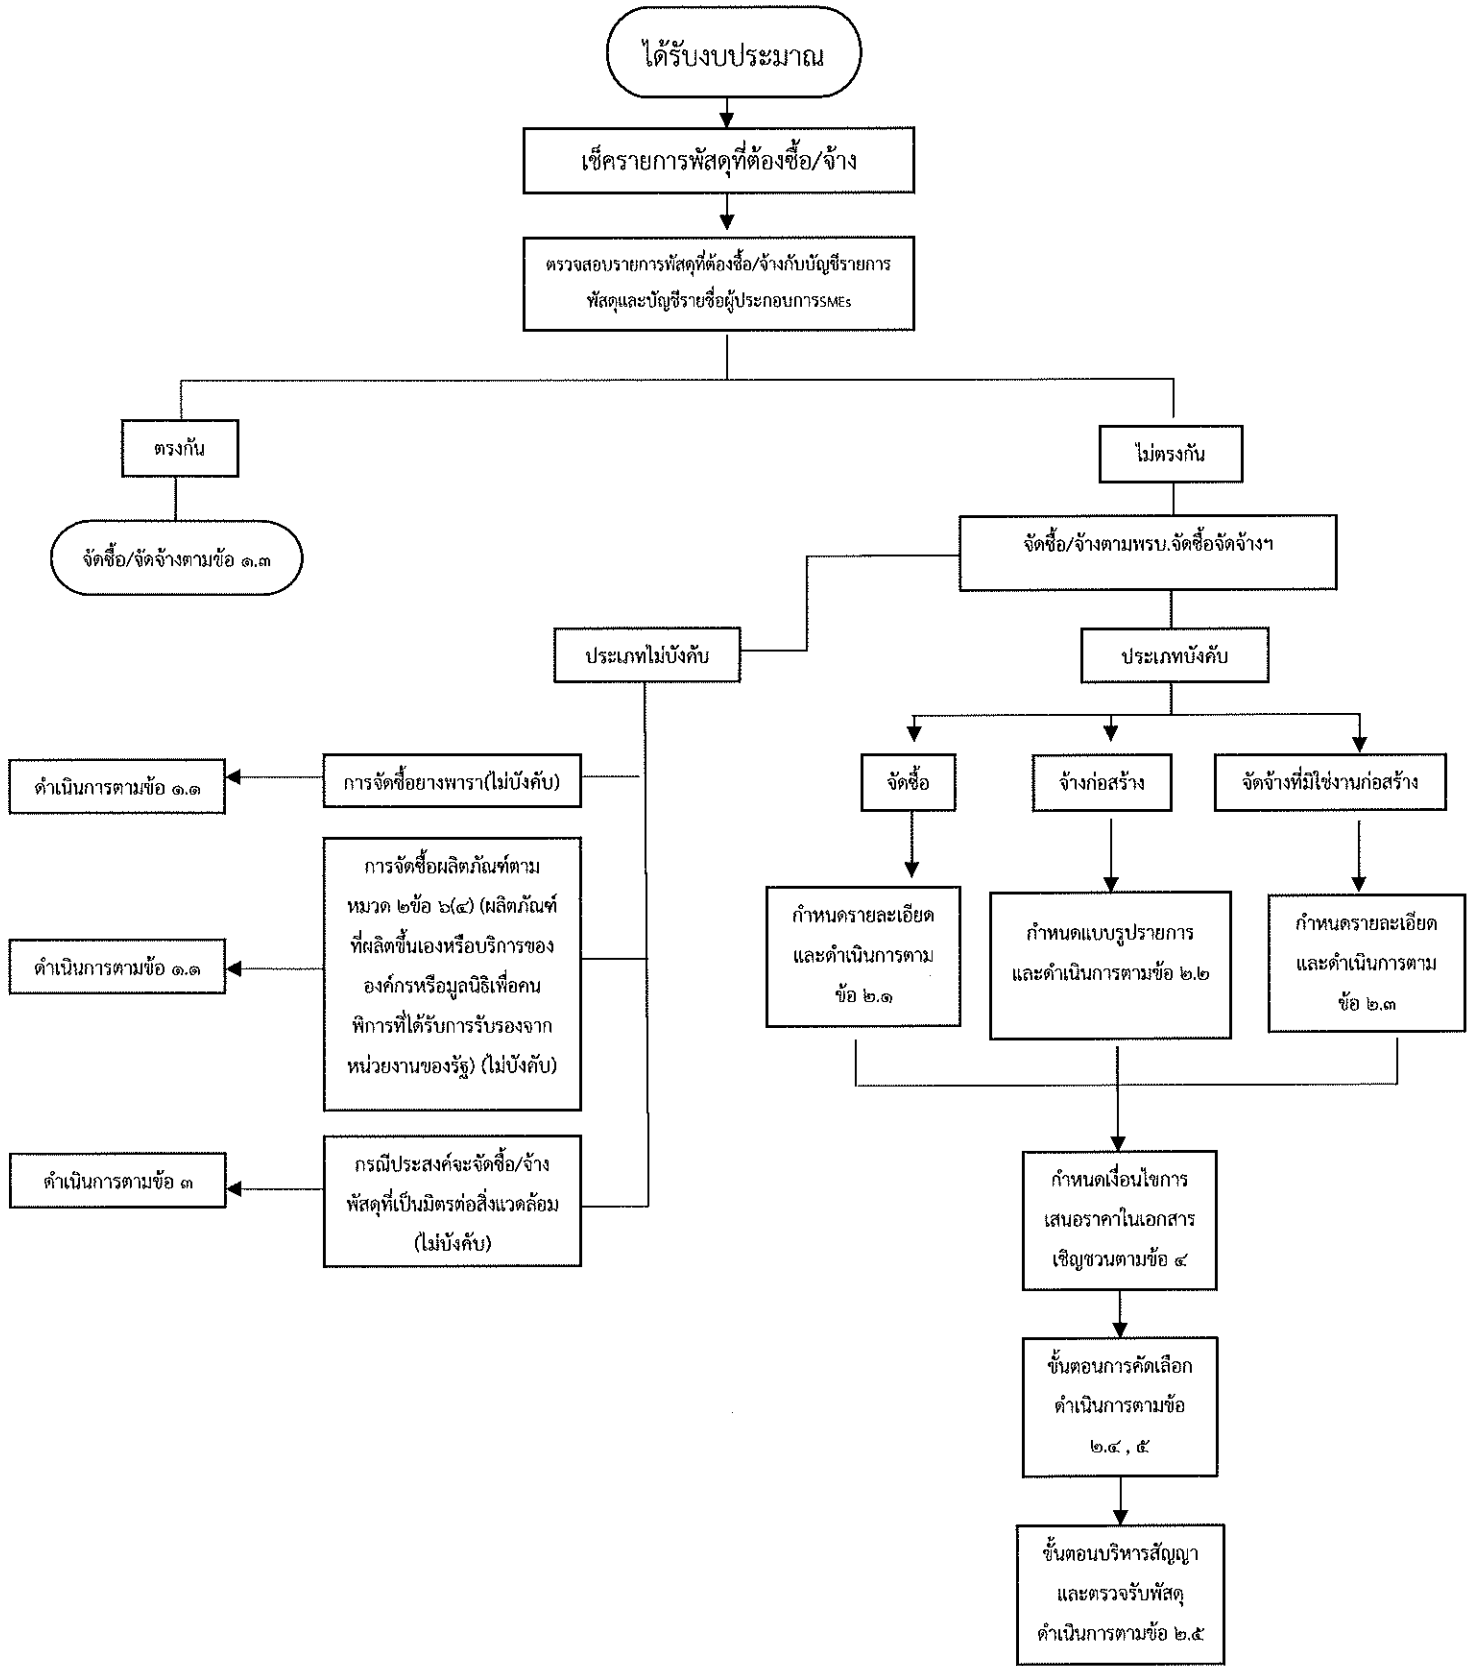 ได้รับงบประมาณ
เช็ครายการพัสดุที่ต้องซื้อ/จ้าง
ตรวจสอบรายการพัสดุที่ต้องซื้อ/จ้างกับบัญชีรายการ
พัสดุและบัญชีรายชื่อผู้ประกอบการSMEs
ตรงกัน
ไม่ตรงกัน
จัดซื้อ/จัดจ้างตามข้อ ๑.๓
จัดซื้อ/จ้างตามพรบ.จัดซื้อจัดจ้างฯ
ประเภทไม่บังคับ
ประเภทบังคับ
การจัดซื้อยางพารา(ไม่บังคับ)
ดำเนินการตามข้อ ๑.๑
การจัดซื้อผลิตภัณฑ์ตาม
หมวด ๒ข้อ ๖(๔) (ผลิตภัณฑ์
ที่ผลิตขึ้นเองหรือบริการของ
องค์กรหรือมูลนิธิเพื่อคน
พิการที่ได้รับการรับรองจาก
หน่วยงานของรัฐ) (ไม่บังคับ)
ดำเนินการตามข้อ ๑.๑
กรณีประสงค์จะจัดซื้อ/จ้าง
พัสดุที่เป็นมิตรต่อสิ่งแวดล้อม
(ไม่บังคับ)
ดำเนินการตามข้อ ๓
จัดซื้อ
จ้างก่อสร้าง
จัดจ้างที่มิใช่งานก่อสร้าง
กำหนดรายละเอียด
และดำเนินการตาม
ข้อ ๒.๑
กำหนดแบบรูปรายการ
และดำเนินการตามข้อ ๒.๒
กำหนดรายละเอียด
และดำเนินการตาม
ข้อ ๒.๓
กำหนดเงื่อนไขการ
เสนอราคาในเอกสาร
เชิญชวนตามข้อ ๔
ขั้นตอนการคัดเลือก
ดำเนินการตามข้อ
๒.๔ , ๕
ขั้นตอนบริหารสัญญา
และตรวจรับพัสดุ
ดำเนินการตามข้อ ๒.๕